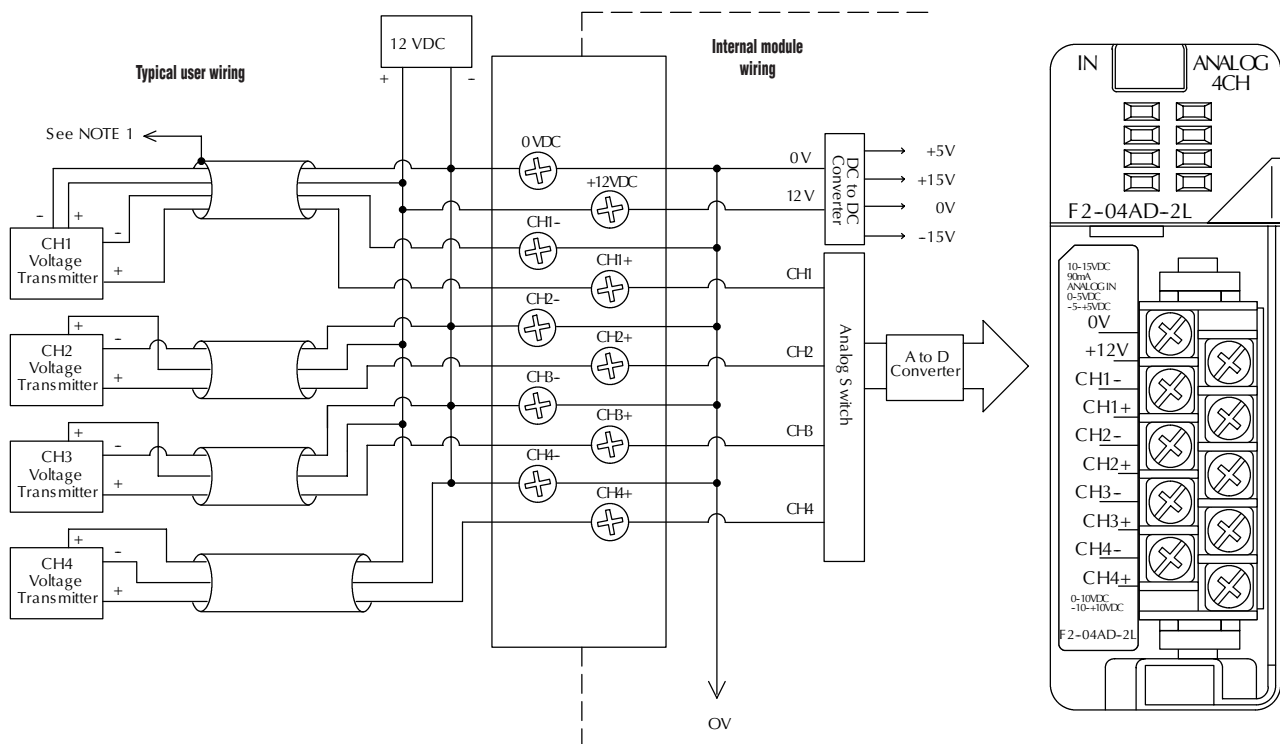 Typical user wiring
12 VDC
+
-
Internal module
wiring
See NOTE 1
0 VDC
+12VDC
CH1-
CH1+
CH2-
CH2+
CH3-
CH3+
CH4-
CH4+
-
+
-
+
CH1
Voltage
Transmitter
+
-
+
CH2
Voltage
Transmitter
+
-
+
CH3
Voltage
Transmitter
+
-
+
CH4
Voltage
Transmitter
0V
12V
CH1
CH2
CH3
CH4
DC to DC
Converter
+5V
+15V
0V
-15V
Analog Switch
A to D
Converter
OV
IN
ANALOG
4CH
F2--04AD--2L
10-15VDC
90mA
ANALOG IN
0-5VDC
-5-+5VDC
0V
+12V
CH1-
CH1+
CH2-
CH2+
CH3-
CH3+
CH4-
CH4+
0-10VDC
-10-+10VDC
F2--04AD--2L